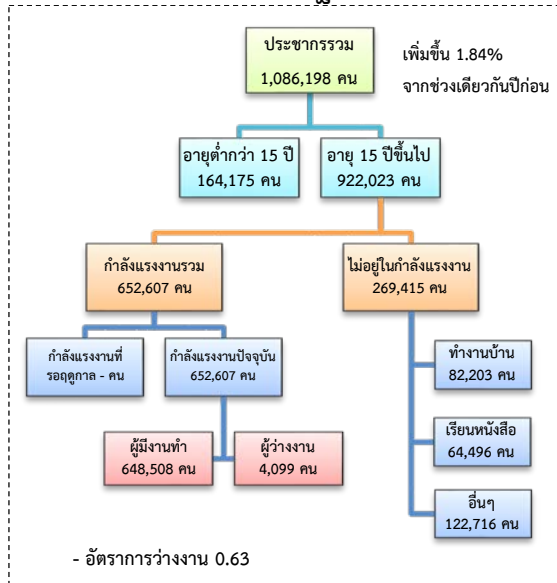 ประชากรรวม
1,086,198 คน
เพิ่มขึ้น 1.84%
จากช่วงเดียวกันปีก่อน
อายุต่ำกว่า 15 ปี
164,175 คน
อายุ 15 ปีขึ้นไป
922,023 คน
กำลังแรงงานรวม
652,607 คน
ไม่อยู่ในกำลังแรงงาน
269,415 คน
กำลังแรงงานที่
รอฤดูกาล - คน
กำลังแรงงานปัจจุบัน
652,607 คน
ทำงานบ้าน
82,203 คน
เรียนหนังสือ
64,496 คน
ผู้มีงานทำ
648,508 คน
ผู้ว่างงาน
4,099 คน
อื่นๆ
122,716 คน
- อัตราการว่างงาน 0.63